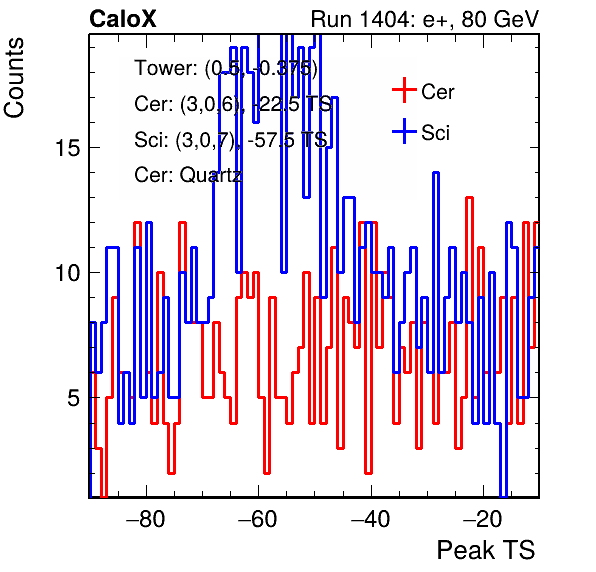 CaloX Run 1404: e+, 80 GeV
Counts
Tower: (0.5, -0.375)
Cer: (3,0,6), -22.5 TS
Sci: (3,0,7), -57.5 TS
Cer: Quartz
Cer
Sci
15
10
5
−80 −60 −40 −20
Peak TS